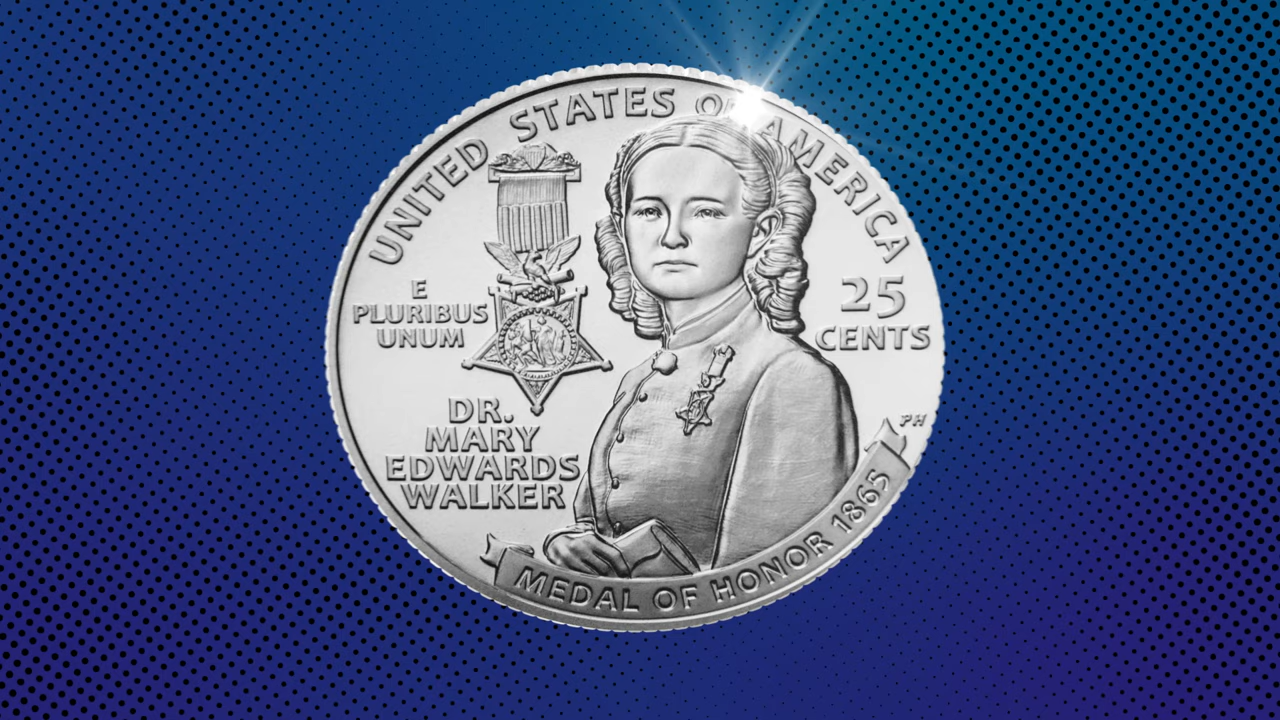 UNITED STATES OF AMERICA
E
PLURIBUS
UNUM
25
CENTS
DR.
MARY
EDWARDS
WALKER
PH
MEDAL OF HONOR 1865